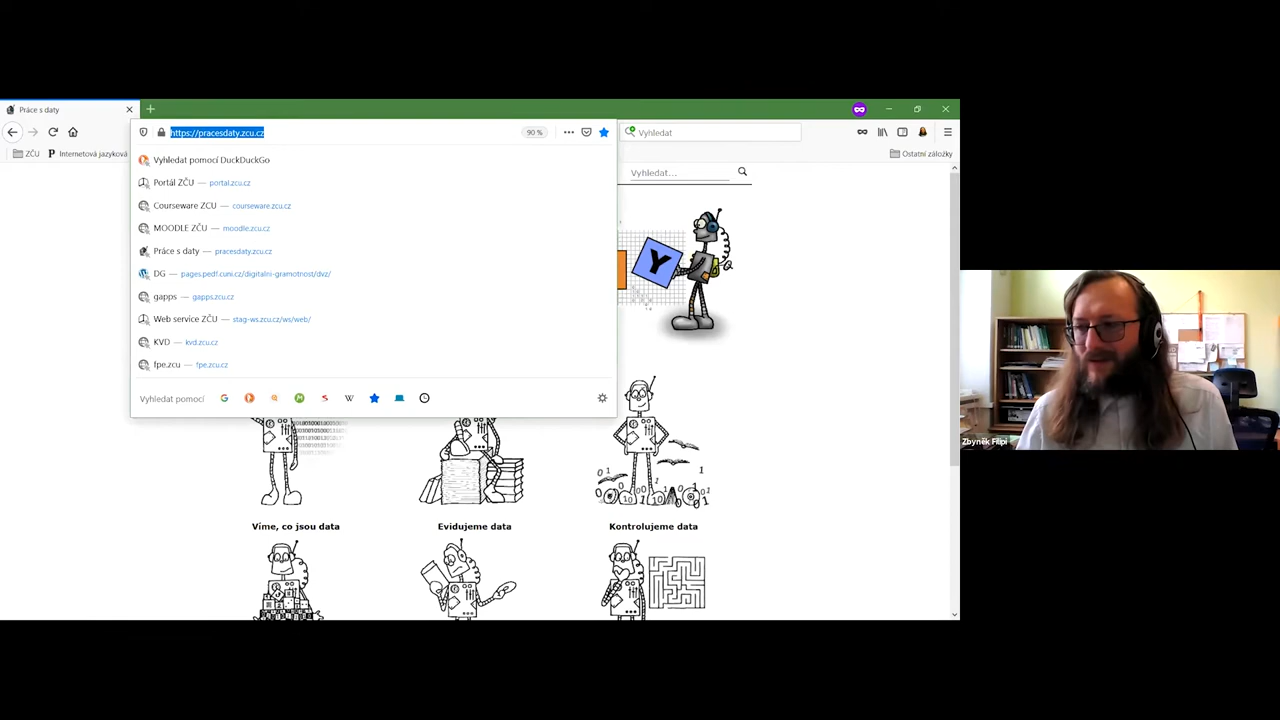 Práce s daty
https://pracesdaty.zcu.cz
90 %
Vyhledat
ZČU
Internetová jazyková
Ostatní záložky
Vyhledat pomocí DuckDuckGo
Portál ZČU — portal.zcu.cz
Courseware ZCU — courseware.zcu.cz
MOODLE ZČU — moodle.zcu.cz
Práce s daty — pracesdaty.zcu.cz
DG — pages.pedf.cuni.cz/digitalni-gramotnost/dvz/
gapps — gapps.zcu.cz
Web service ZČU — stag-ws.zcu.cz/ws/web/
KVD — kvd.zcu.cz
fpe.zcu — fpe.zcu.cz
Vyhledat pomocí
Vyhledat...
Y
Zbyněk Filipi
Víme, co jsou data
Evidujeme data
Kontrolujeme data